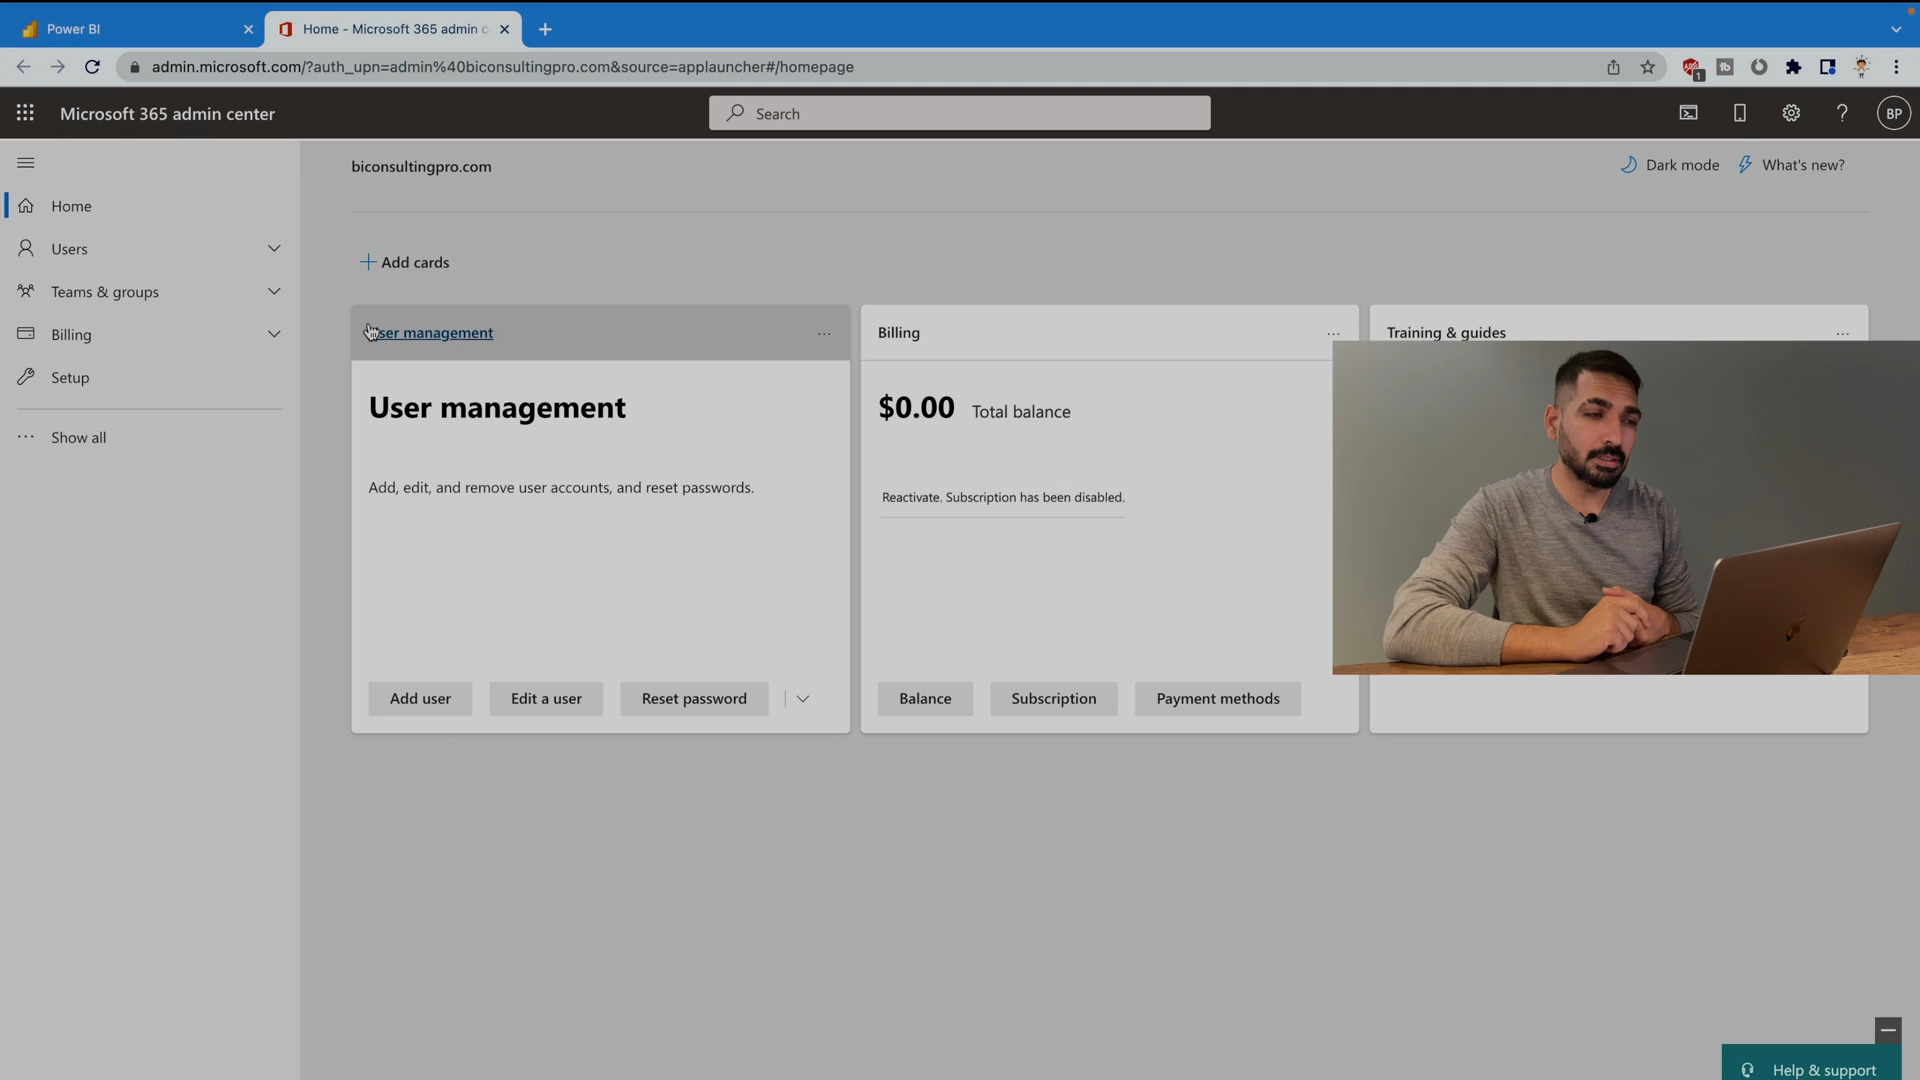 Power BI
Home - Microsoft 365 admin c
admin.microsoft.com/?auth_upn=admin%40biconsultingpro.com&source=applauncher#/homepage
1
Microsoft 365 admin center
Search
BP
biconsultingpro.com
Dark mode
What's new?
Home
Users
Teams & groups
Billing
Setup
Show all
Add cards
User management
Billing
Training & guides
User management
Add, edit, and remove user accounts, and reset passwords.
$0.00 Total balance
Reactivate. Subscription has been disabled.
Add user
Edit a user
Reset password
Balance
Subscription
Payment methods
Help & support